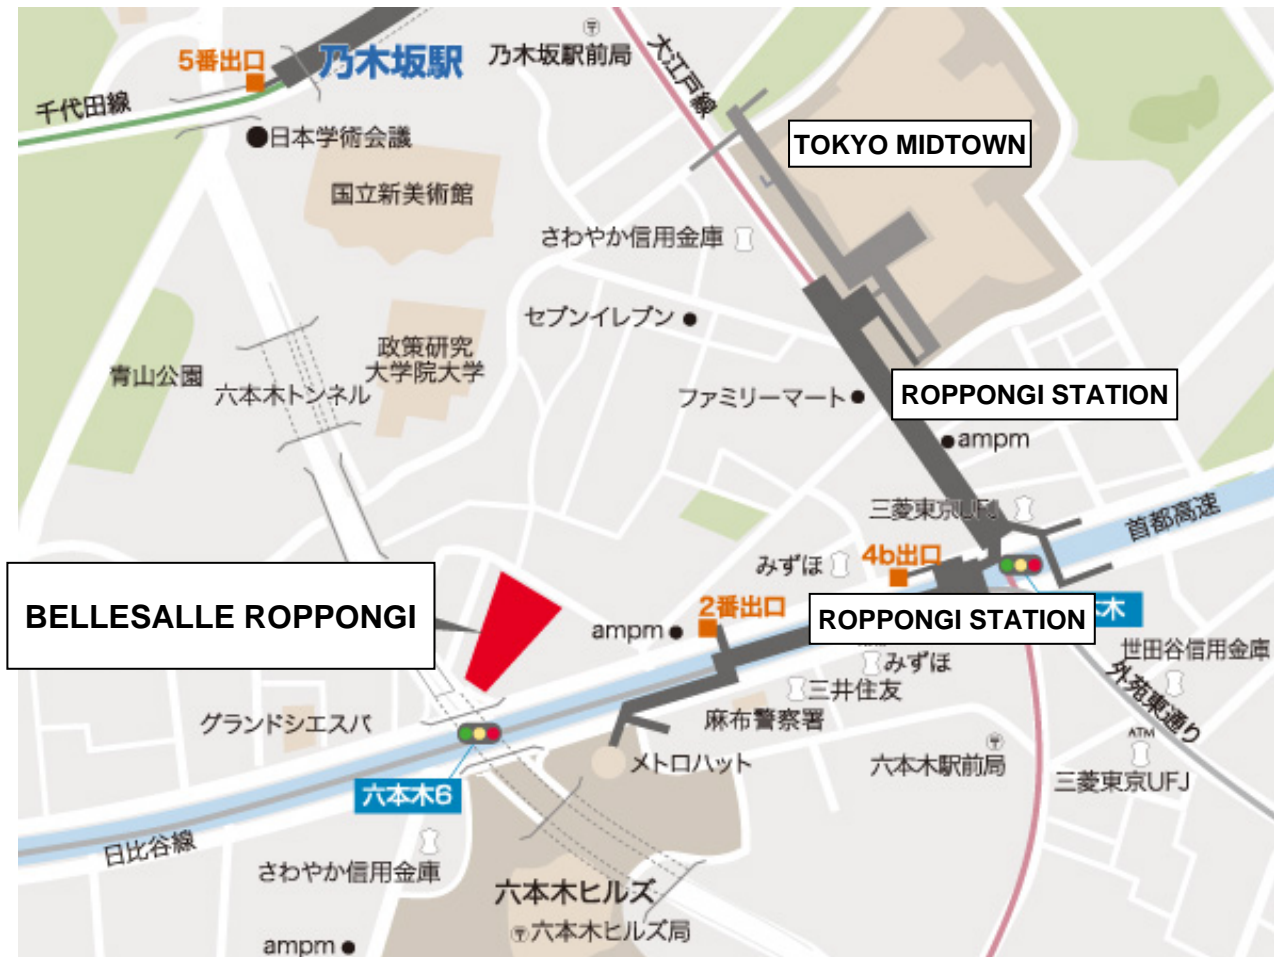 5番出口
乃木坂駅
乃木坂駅前局
大江戸線
千代田線
日本学術会議
TOKYO MIDTOWN
国立新美術館
さわやか信用金庫
セブンイレブン
政策研究
大学院大学
青山公園
六本木トンネル
ファミリーマート
ROPPONGI STATION
ampm
三菱東京UFJ
首都高速
みずほ
4b出口
BELLESALLE ROPPONGI
2番出口
ampm
ROPPONGI STATION
木
世田谷信用金庫
みずほ
三井住友
外苑東通り
グランドシエスパ
麻布警察署
ATM
メトロハット
六本木駅前局
三菱東京UFJ
六本木6
日比谷線
さわやか信用金庫
六本木ヒルズ
六本木ヒルズ局
ampm